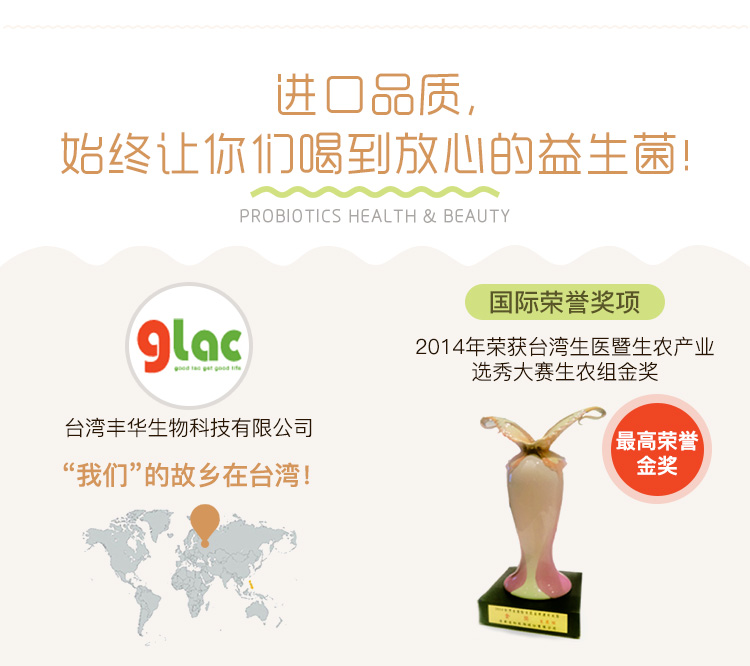 进口品质,
始终让你们喝到放心的益生菌!
PROBIOTICS HEALTH & BEAUTY
glac
good lac get good life
台湾丰华生物科技有限公司
“我们”的故乡在台湾!
国际荣誉奖项
2014年荣获台湾生医暨生农产业
选秀大赛生农组金奖
最高荣誉
金奖